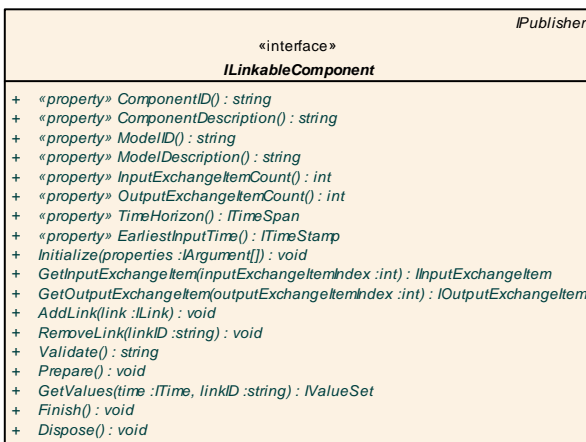 IPublisher
«interface»
ILinkableComponent
+ «property» ComponentID() : string
+ «property» ComponentDescription() : string
+ «property» ModelID() : string
+ «property» ModelDescription() : string
+ «property» InputExchangeItemCount() : int
+ «property» OutputExchangeItemCount() : int
+ «property» TimeHorizon() : ITimeSpan
+ «property» EarliestInputTime() : ITimeStamp
+ Initialize(properties :IArgument[]) : void
+ GetInputExchangeItem(inputExchangeItemIndex :int) : IInputExchangeItem
+ GetOutputExchangeItem(outputExchangeItemIndex :int) : IOutputExchangeItem
+ AddLink(link :ILink) : void
+ RemoveLink(linkID :string) : void
+ Validate() : string
+ Prepare() : void
+ GetValues(time :ITime, linkID :string) : IValueSet
+ Finish() : void
+ Dispose() : void